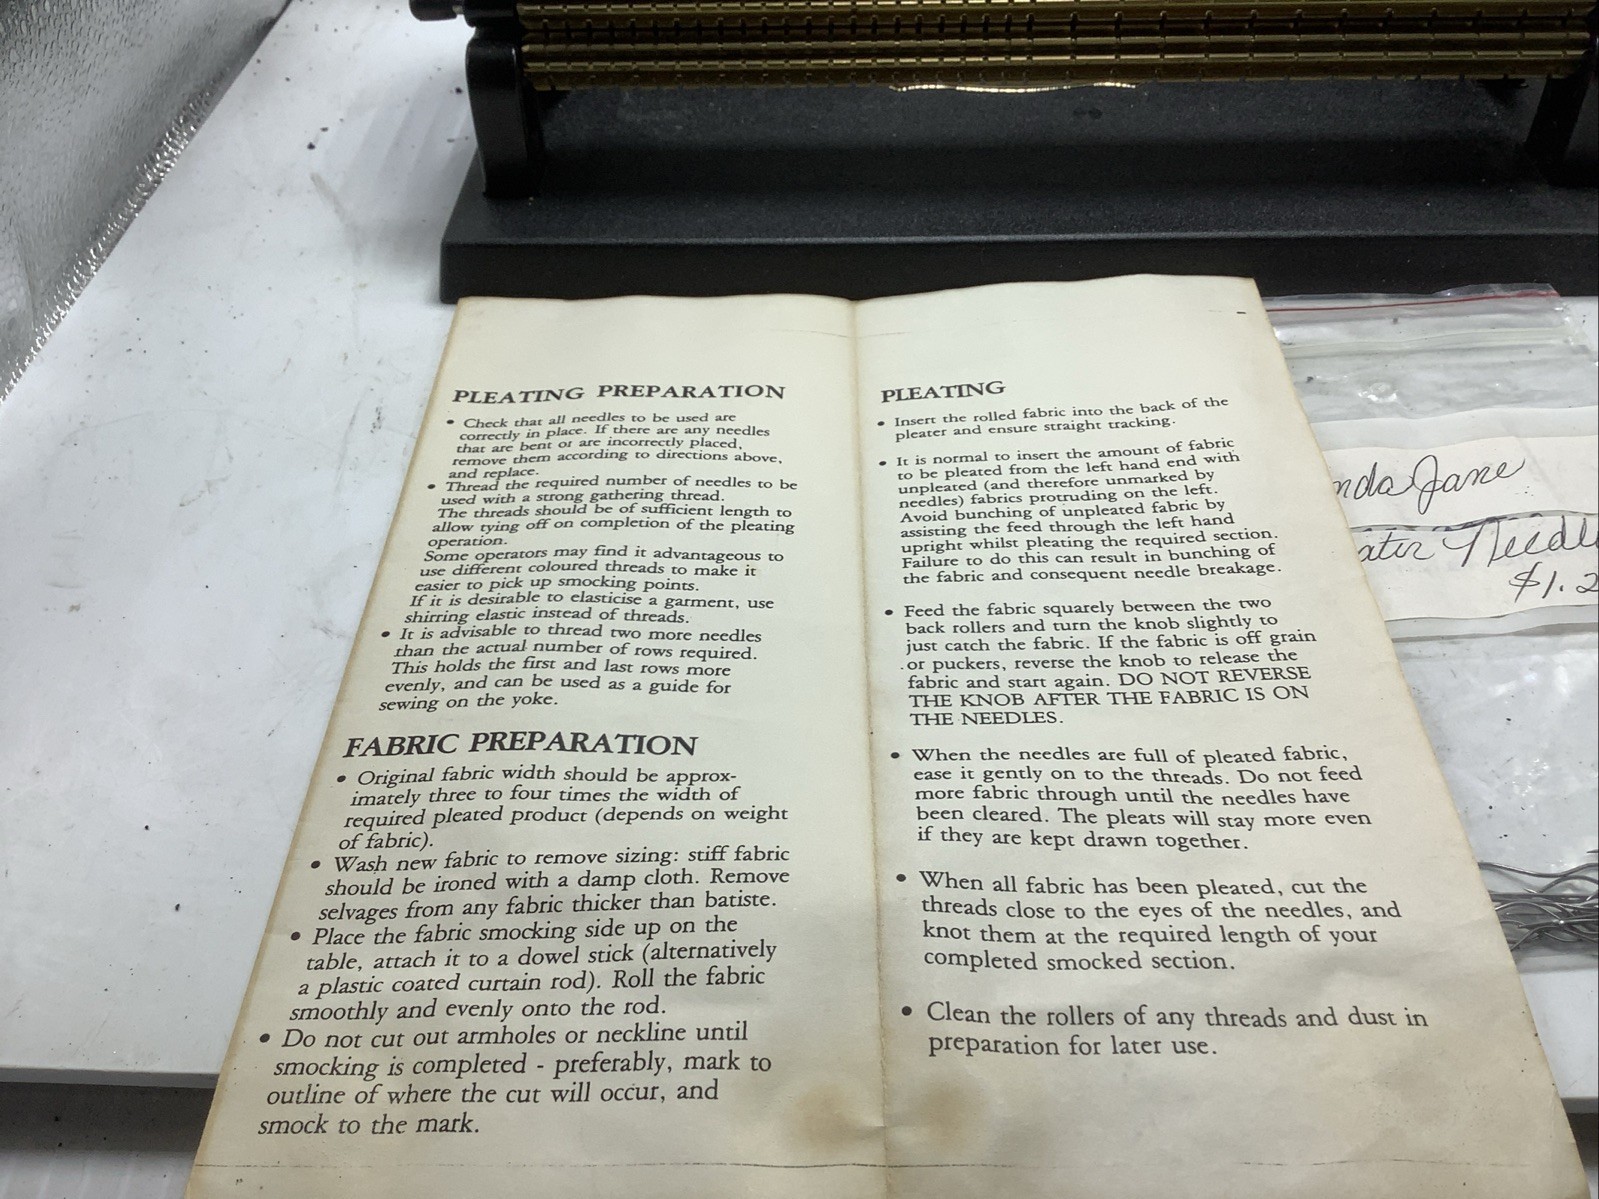 PLEATING PREPARATION
• Check that all needles to be used are
correctly in place. If there are any needles
that are bent or are incorrectly placed,
remove them according to directions above,
and replace.
• Thread the required number of needles to be
used with a strong gathering thread.
The threads should be of sufficient length to
allow tying off on completion of the pleating
operation.
Some operators may find it advantageous to
use different coloured threads to make it
easier to pick up smocking points.
If it is desirable to elasticise a garment, use
shirring elastic instead of threads.
• It is advisable to thread two more needles
than the actual number of rows required.
This holds the first and last rows more
evenly, and can be used as a guide for
sewing on the yoke.
FABRIC PREPARATION
• Original fabric width should be approx-
imately three to four times the width of
required pleated product (depends on weight
of fabric).
• Wash new fabric to remove sizing: stiff fabric
should be ironed with a damp cloth. Remove
selvages from any fabric thicker than batiste.
• Place the fabric smocking side up on the
table, attach it to a dowel stick (alternatively
a plastic coated curtain rod). Roll the fabric
smoothly and evenly onto the rod.
• Do not cut out armholes or neckline until
smocking is completed - preferably, mark to
outline of where the cut will occur, and
smock to the mark.
PLEATING
• Insert the rolled fabric into the back of the
pleater and ensure straight tracking.
• It is normal to insert the amount of fabric
to be pleated from the left hand end with
unpleated (and therefore unmarked by
needles) fabrics protruding on the left.
Avoid bunching of unpleated fabric by
assisting the feed through the left hand
upright whilst pleating the required section.
Failure to do this can result in bunching of
the fabric and consequent needle breakage.
• Feed the fabric squarely between the two
back rollers and turn the knob slightly to
just catch the fabric. If the fabric is off grain
or puckers, reverse the knob to release the
fabric and start again. DO NOT REVERSE
THE KNOB AFTER THE FABRIC IS ON
THE NEEDLES.
• When the needles are full of pleated fabric,
ease it gently on to the threads. Do not feed
more fabric through until the needles have
been cleared. The pleats will stay more even
if they are kept drawn together.
• When all fabric has been pleated, cut the
threads close to the eyes of the needles, and
knot them at the required length of your
completed smocked section.
• Clean the rollers of any threads and dust in
preparation for later use.
nda Jane
ater Needl
$1.2